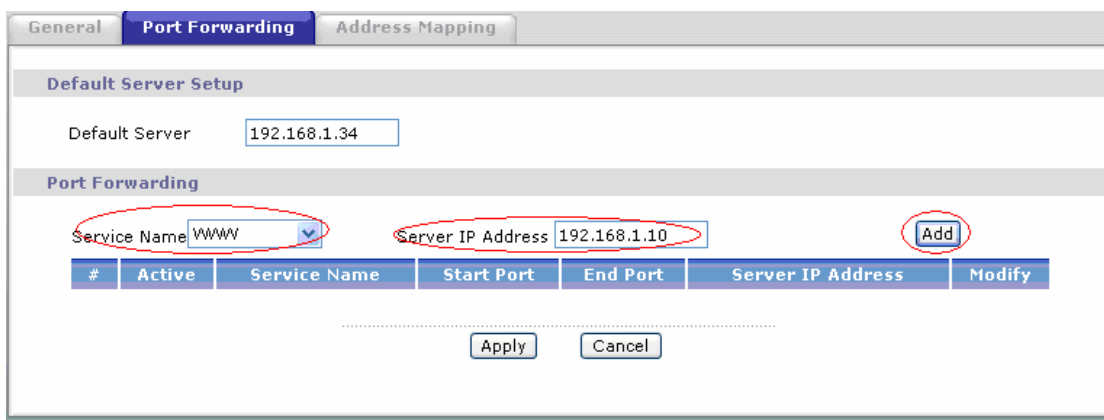 General Port Forwarding Address Mapping
Default Server Setup
Default Server 192.168.1.34
Port Forwarding
Service Name WWW Server IP Address 192.168.1.10 Add
# Active Service Name Start Port End Port Server IP Address Modify
Apply Cancel